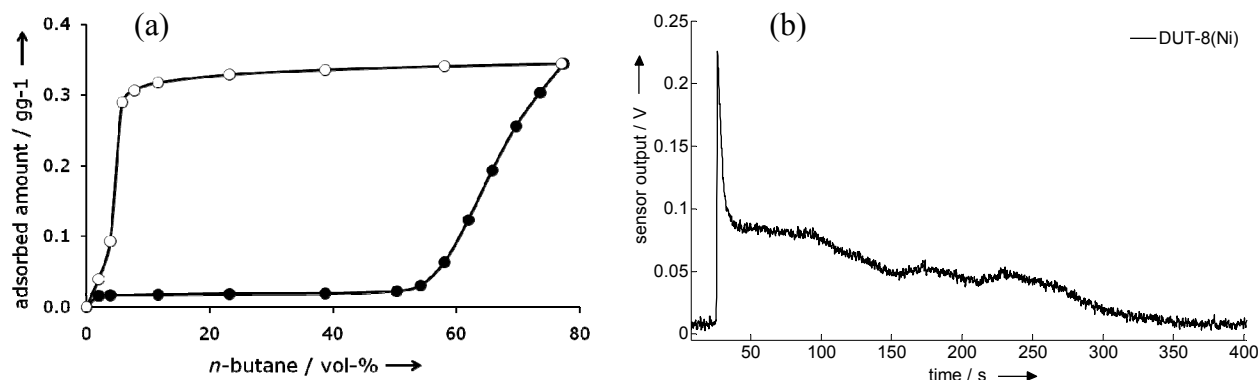 (a)
0.4
0.3
0.2
0.1
0.0
0 20 40 60 80
adsorbed amount / gg-1
n-butane / vol-%
(b)
DUT-8(Ni)
0.25
0.2
0.15
0.1
0.05
0
50 100 150 200 250 300 350 400
sensor output / V
time / s